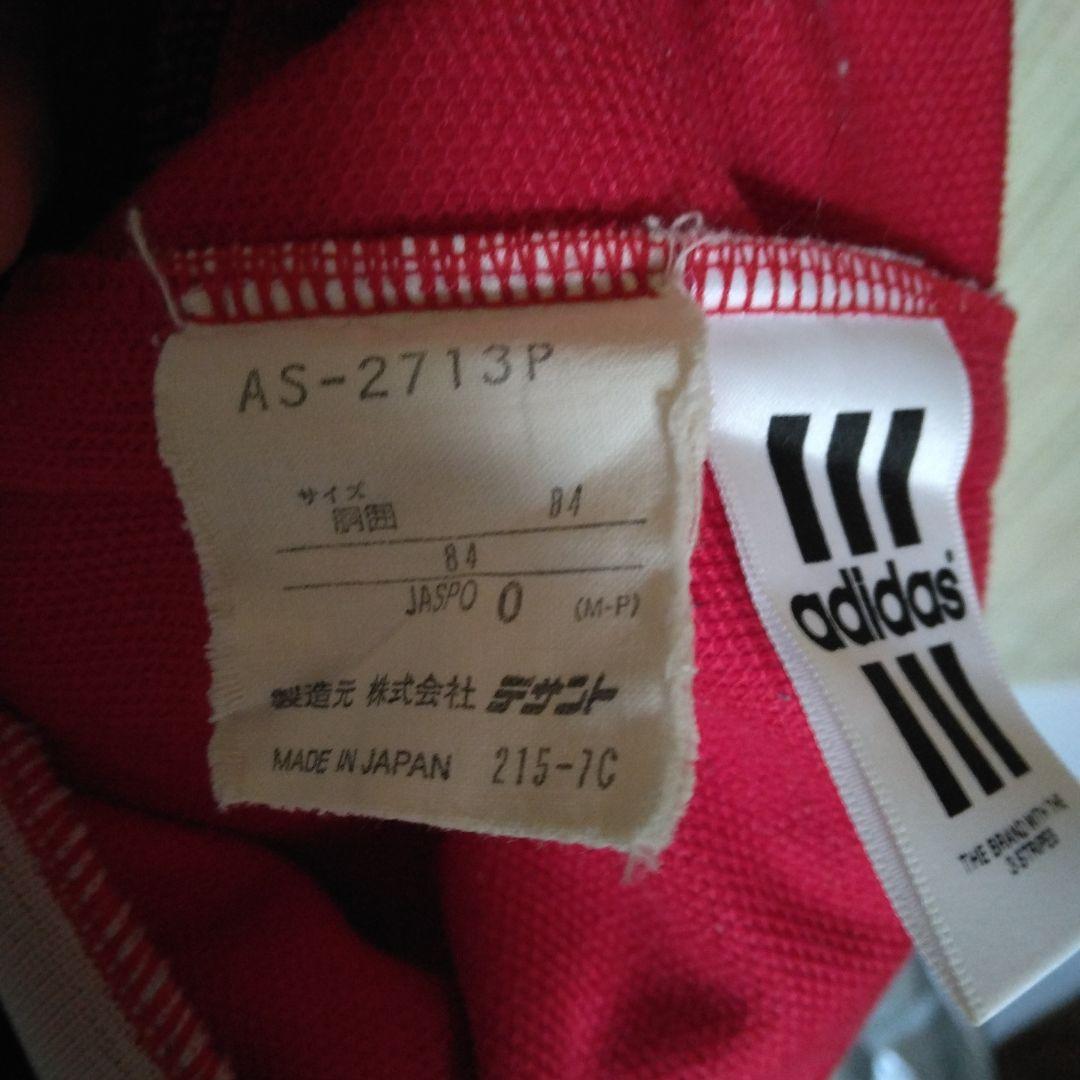 AS-2713P
サイズ
胴囲 84
84
JASPO O (M-P)
製造元 株式会社 デサント
MADE IN JAPAN 215-7C
adidas
THE BRAND WITH THE
3 STRIPES